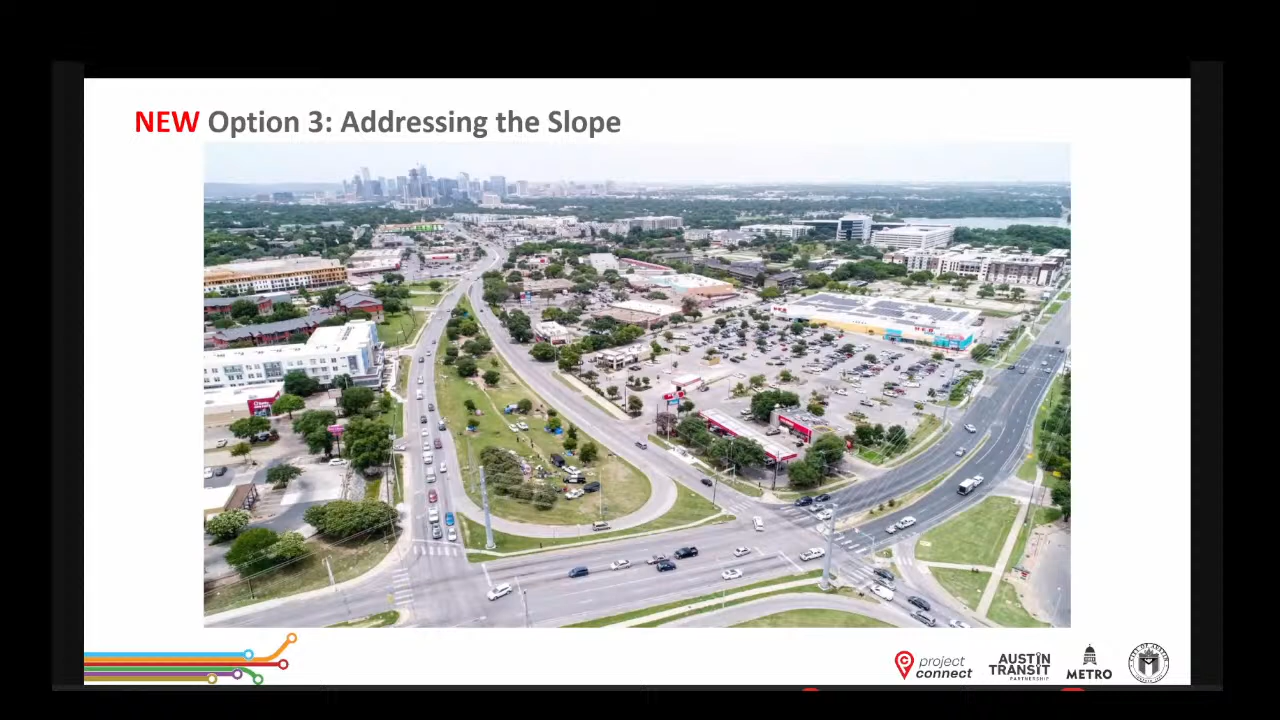 NEW Option 3: Addressing the Slope
project
connect
AUSTIN
TRANSIT
PARTNERSHIP
METRO